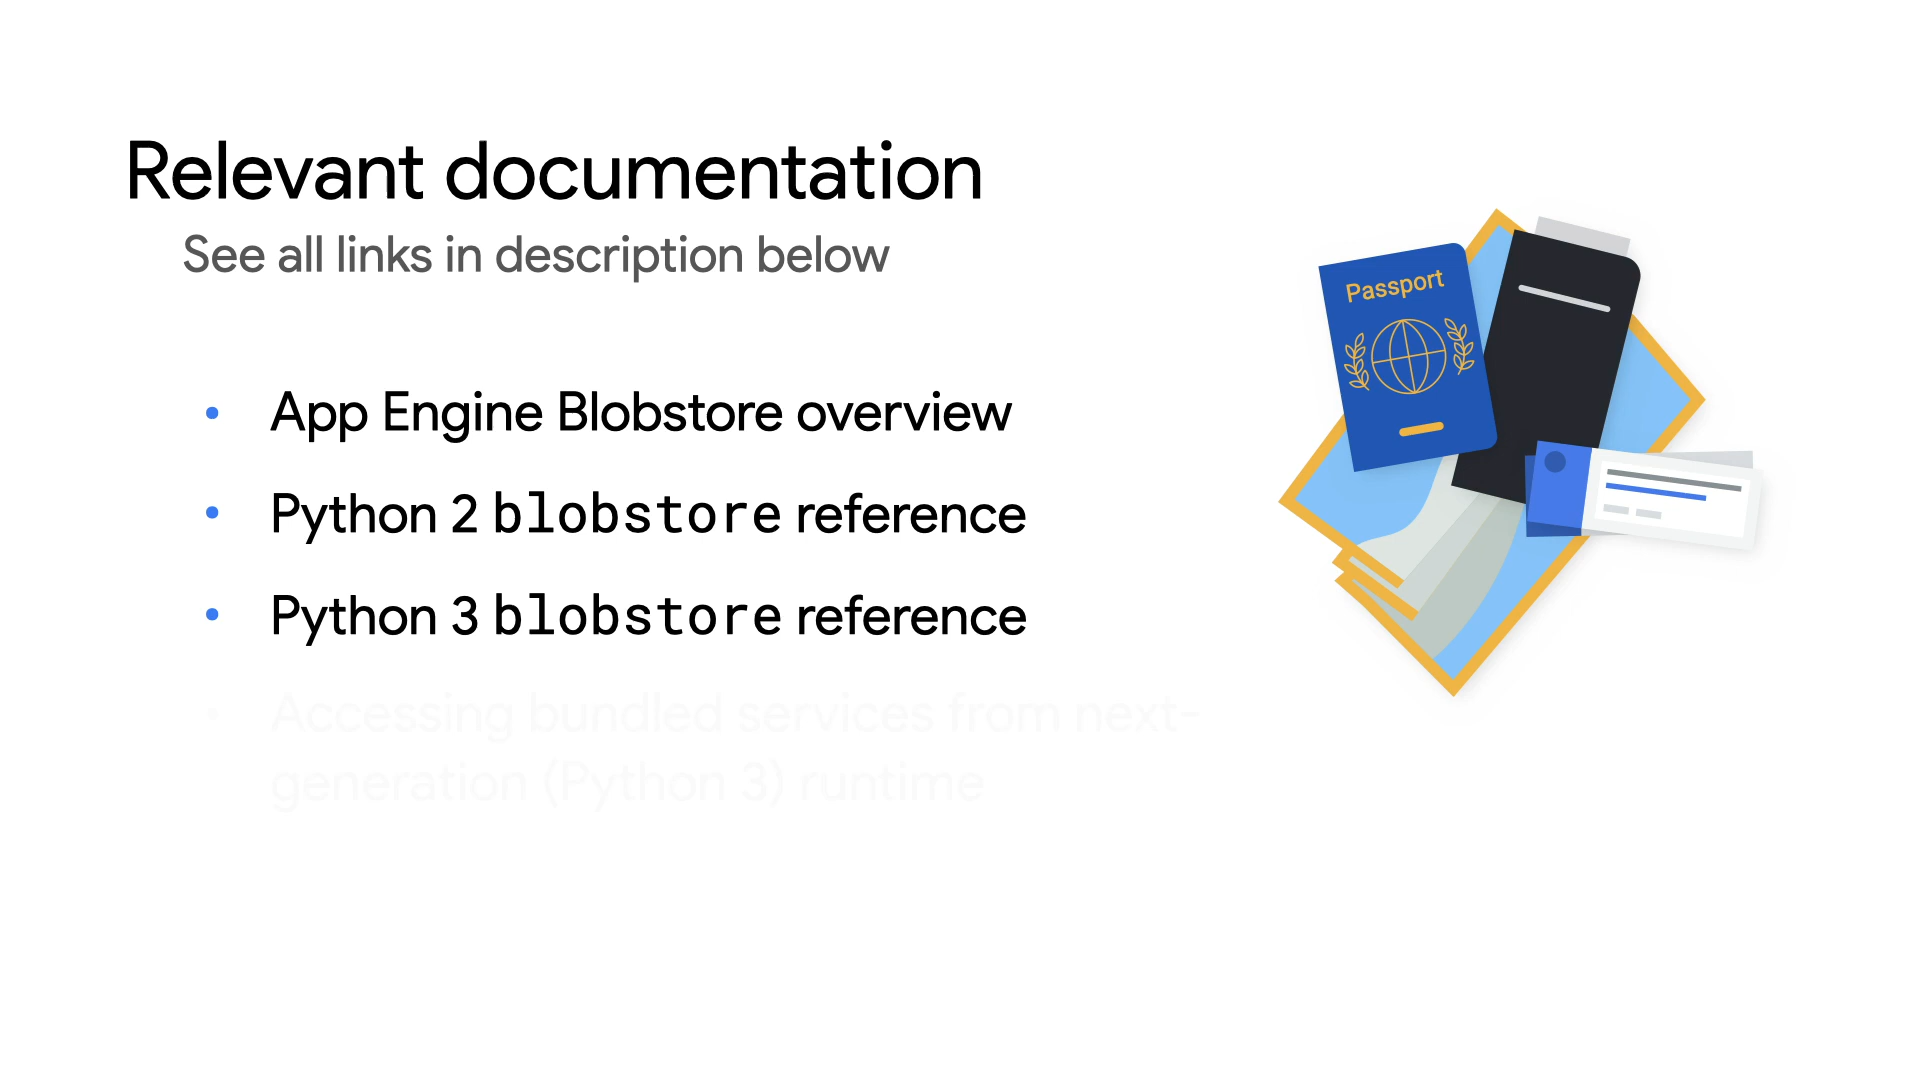 Relevant documentation
See all links in description below
• App Engine Blobstore overview
• Python 2 blobstore reference
• Python 3 blobstore reference
• Accessing bundled services from next-
generation (Python 3) runtime
Passport